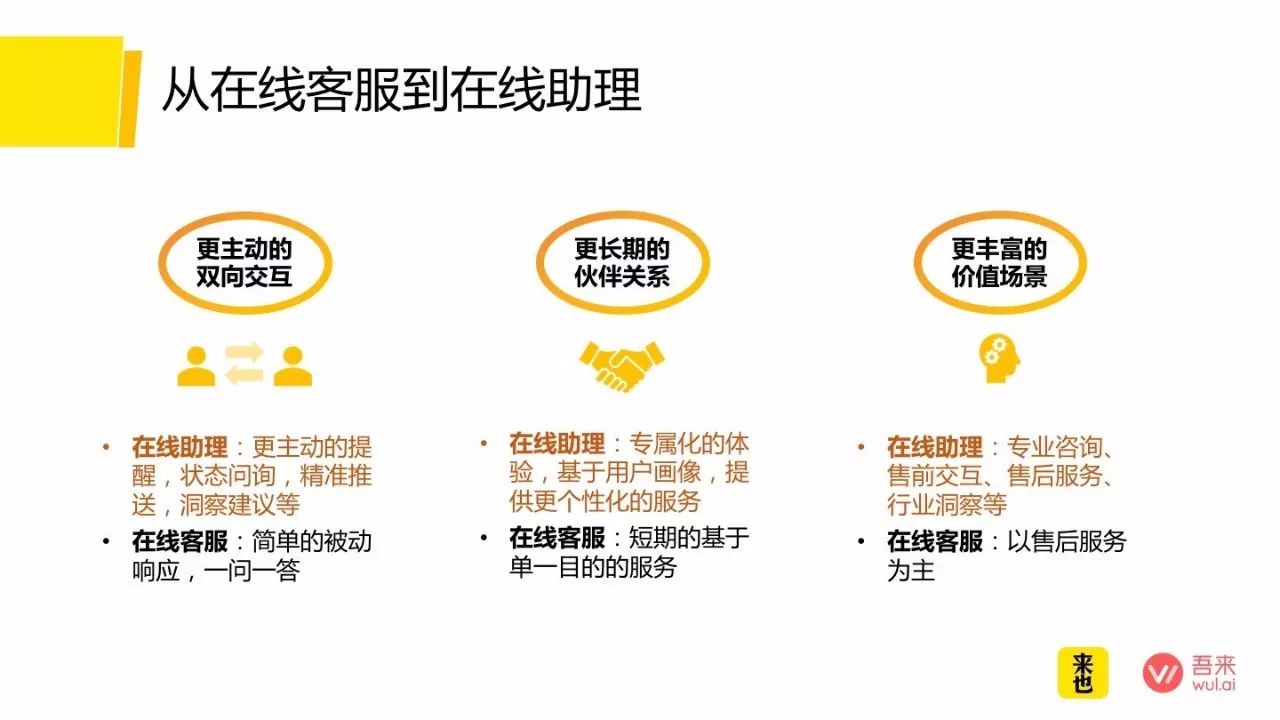 从在线客服到在线助理
更主动的
双向交互
• 在线助理：更主动的提
醒，状态问询，精准推
送，洞察建议等
• 在线客服：简单的被动
响应，一问一答
更长期的
伙伴关系
• 在线助理：专属化的体
验，基于用户画像，提
供更个性化的服务
• 在线客服：短期的基于
单一目的的服务
更丰富的
价值场景
• 在线助理：专业咨询、
售前交互、售后服务、
行业洞察等
• 在线客服：以售后服务
为主
来
也
吾来
wul.ai